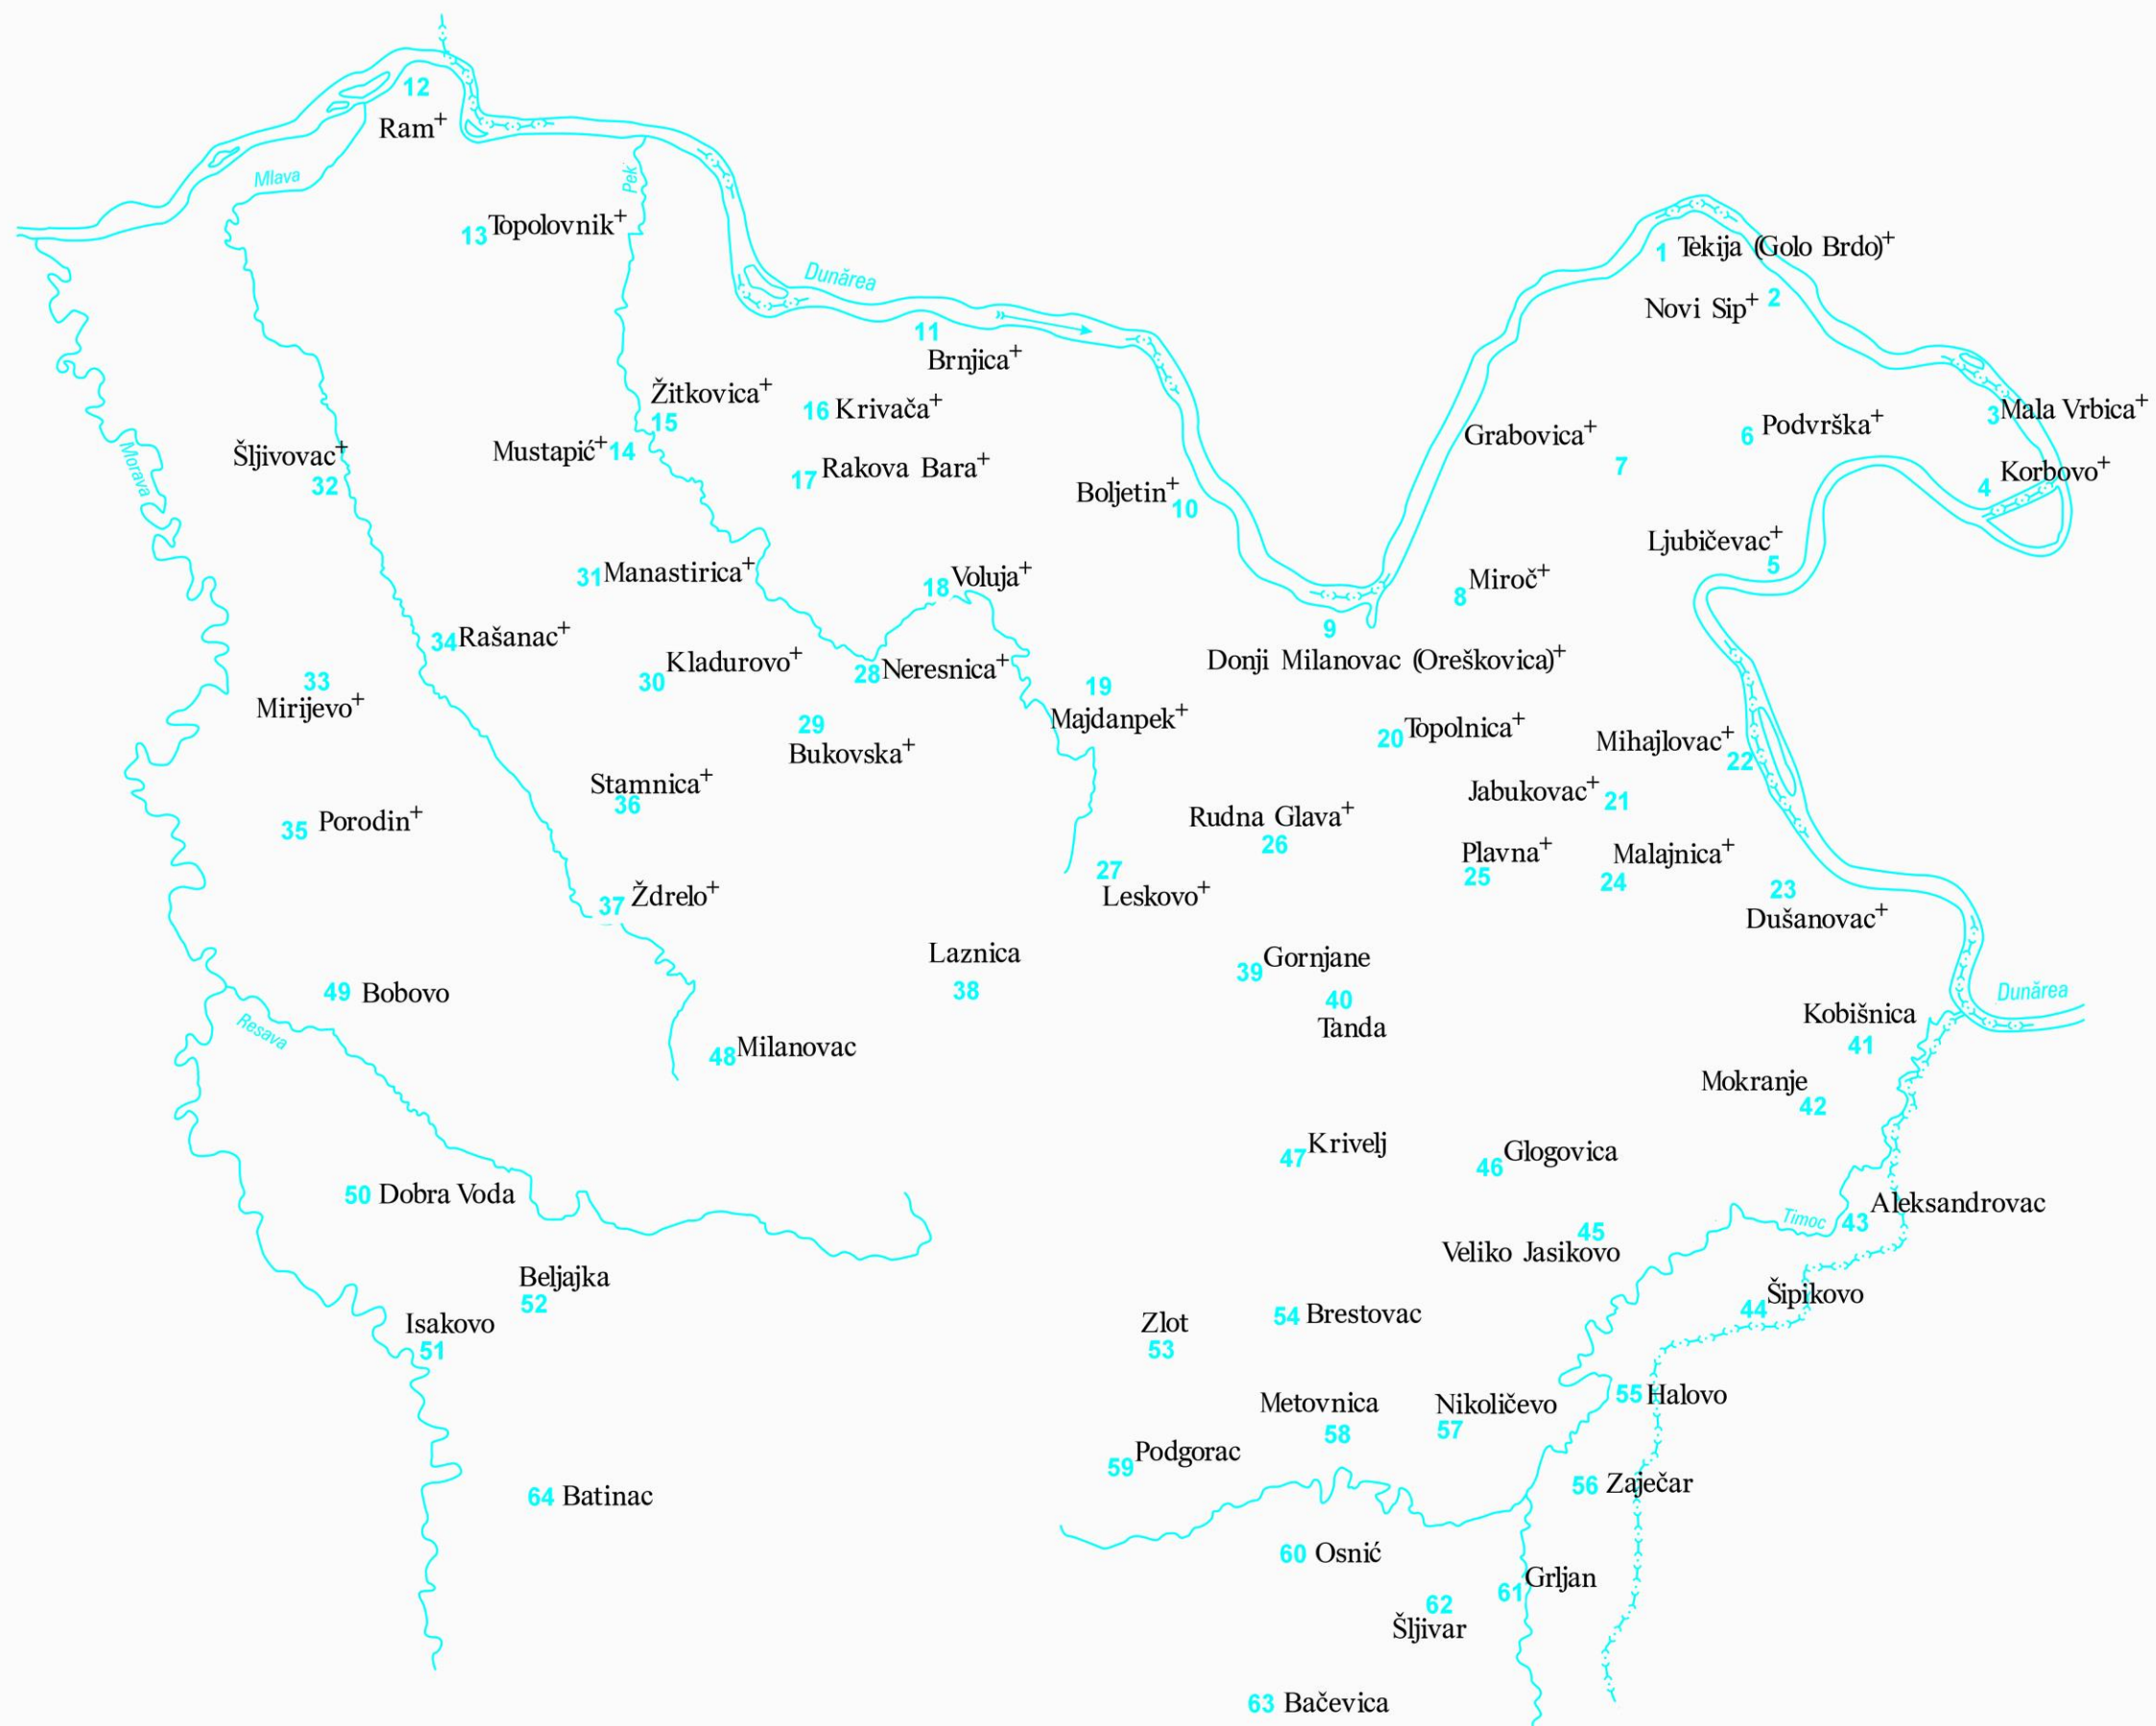 12
Ram+
Mlava
Pek
13 Topolovnik+
Dunărea
1 Tekija (Golo Brdo)+
Novi Sip+ 2
11
Brnjica+
Žitkovica+
15
16 Krivača+
3 Mala Vrbica+
Grabovica+
7
6 Podvrška+
Morava
Šljivovac+
32
Mustapić+ 14
17 Rakova Bara+
Boljetin+
10
Korbovo+
4
Ljubičevac+
5
31 Manastirica+
18 Voluja+
8 Miroč+
9
Donji Milanovac (Oreškovica)+
34 Rašanac+
30 Kladurovo+
28 Neresnica+
33
Mirijevo+
19
Majdanpek+
29
Bukovska+
20 Topolnica+
Mihajlovac+
22
Stamnica+
36
Jabukovac+ 21
35 Porodin+
Rudna Glava+
26
Plavna+
25
Malajnica+
24
27
Leskovo+
23
Dušanovac+
37 Ždrelo+
Laznica
38
39 Gornjane
40
Tanda
49 Bobovo
Resava
Dunărea
Kobišnica
41
48 Milanovac
Mokranje
42
47 Krivelj
46 Glogovica
50 Dobra Voda
Timoc
43 Aleksandrovac
45
Veliko Jasikovo
Beljajka
52
44 Šipikovo
Isakovo
51
Zlot
53
54 Brestovac
Metovnica
58
Nikoličevo
57
55 Halovo
59 Podgorac
56 Zaječar
64 Batinac
60 Osnić
61 Grljan
62
Šljivar
63 Bačevica